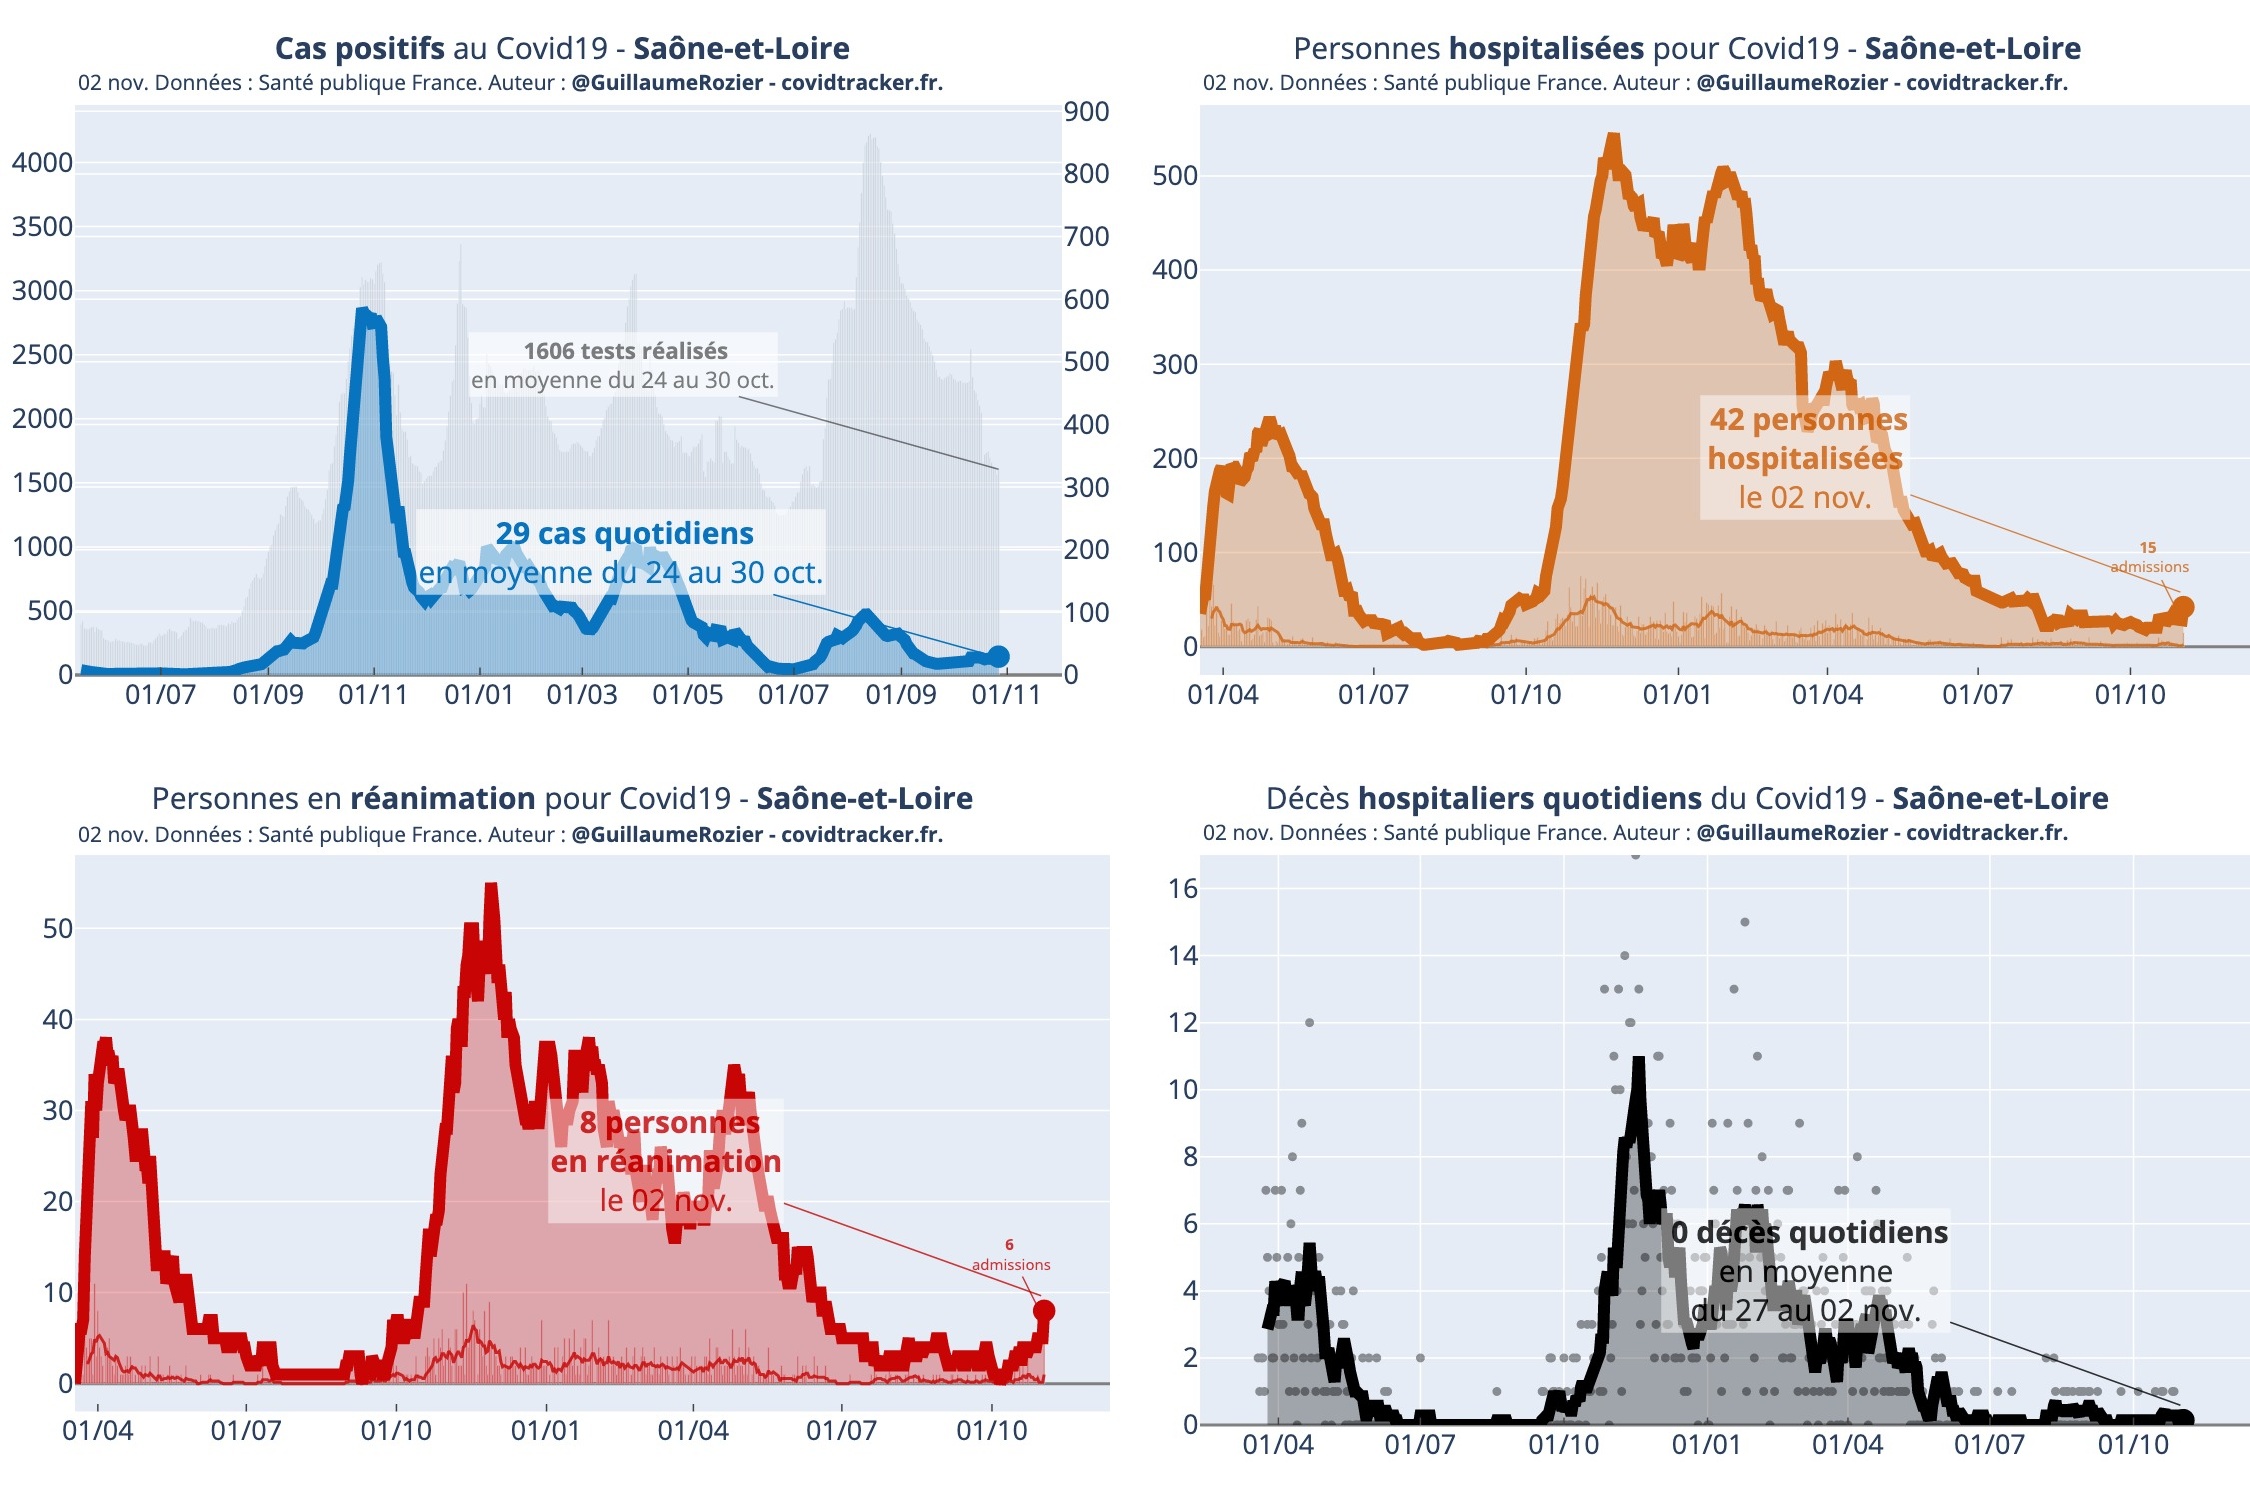 Cas positifs au Covid19 - Saône-et-Loire
02 nov. Données : Santé publique France. Auteur : @GuillaumeRozier - covidtracker.fr.
900
4000
800
3500
700
3000
600
1606 tests réalisés
en moyenne du 24 au 30 oct.
2500
500
2000
400
1500
300
29 cas quotidiens
en moyenne du 24 au 30 oct.
1000
200
500
100
0
0
01/07 01/09 01/11 01/01 01/03 01/05 01/07 01/09 01/11
Personnes hospitalisées pour Covid19 - Saône-et-Loire
02 nov. Données : Santé publique France. Auteur : @GuillaumeRozier - covidtracker.fr.
500
400
300
42 personnes
hospitalisées
le 02 nov.
200
15
admissions
100
0
01/04 01/07 01/10 01/01 01/04 01/07 01/10
Personnes en réanimation pour Covid19 - Saône-et-Loire
02 nov. Données : Santé publique France. Auteur : @GuillaumeRozier - covidtracker.fr.
50
40
30
8 personnes
en réanimation
le 02 nov.
20
6
admissions
10
0
01/04 01/07 01/10 01/01 01/04 01/07 01/10
Décès hospitaliers quotidiens du Covid19 - Saône-et-Loire
02 nov. Données : Santé publique France. Auteur : @GuillaumeRozier - covidtracker.fr.
16
14
12
10
8
6
0 décès quotidiens
en moyenne
du 27 au 02 nov.
4
2
0
01/04 01/07 01/10 01/01 01/04 01/07 01/10